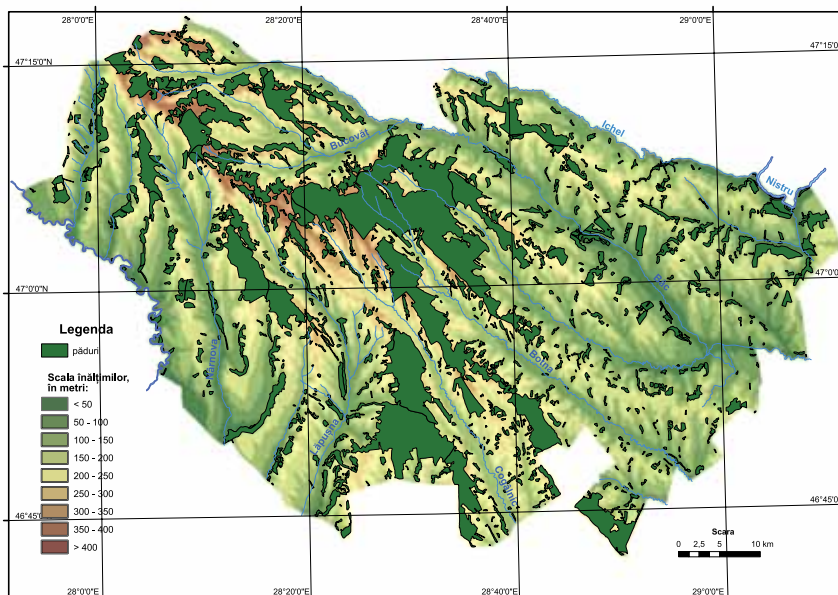 28°0'0"E
28°20'0"E
28°40'0"E
29°0'0"E
47°15'0"N
47°15'0"
Ichel
Bucovăț
Nistru
47°0'0"N
47°0'0"
Legenda
păduri
Scala înălțimilor,
în metri:
< 50
50 - 100
100 - 150
150 - 200
200 - 250
250 - 300
300 - 350
350 - 400
> 400
Nârnova
Lăpușna
Botna
Cogâlnic
46°45'0
46°45'0
Scara
0 2,5 5 10 km
28°0'0"E
28°20'0"E
28°40'0"E
29°0'0"E